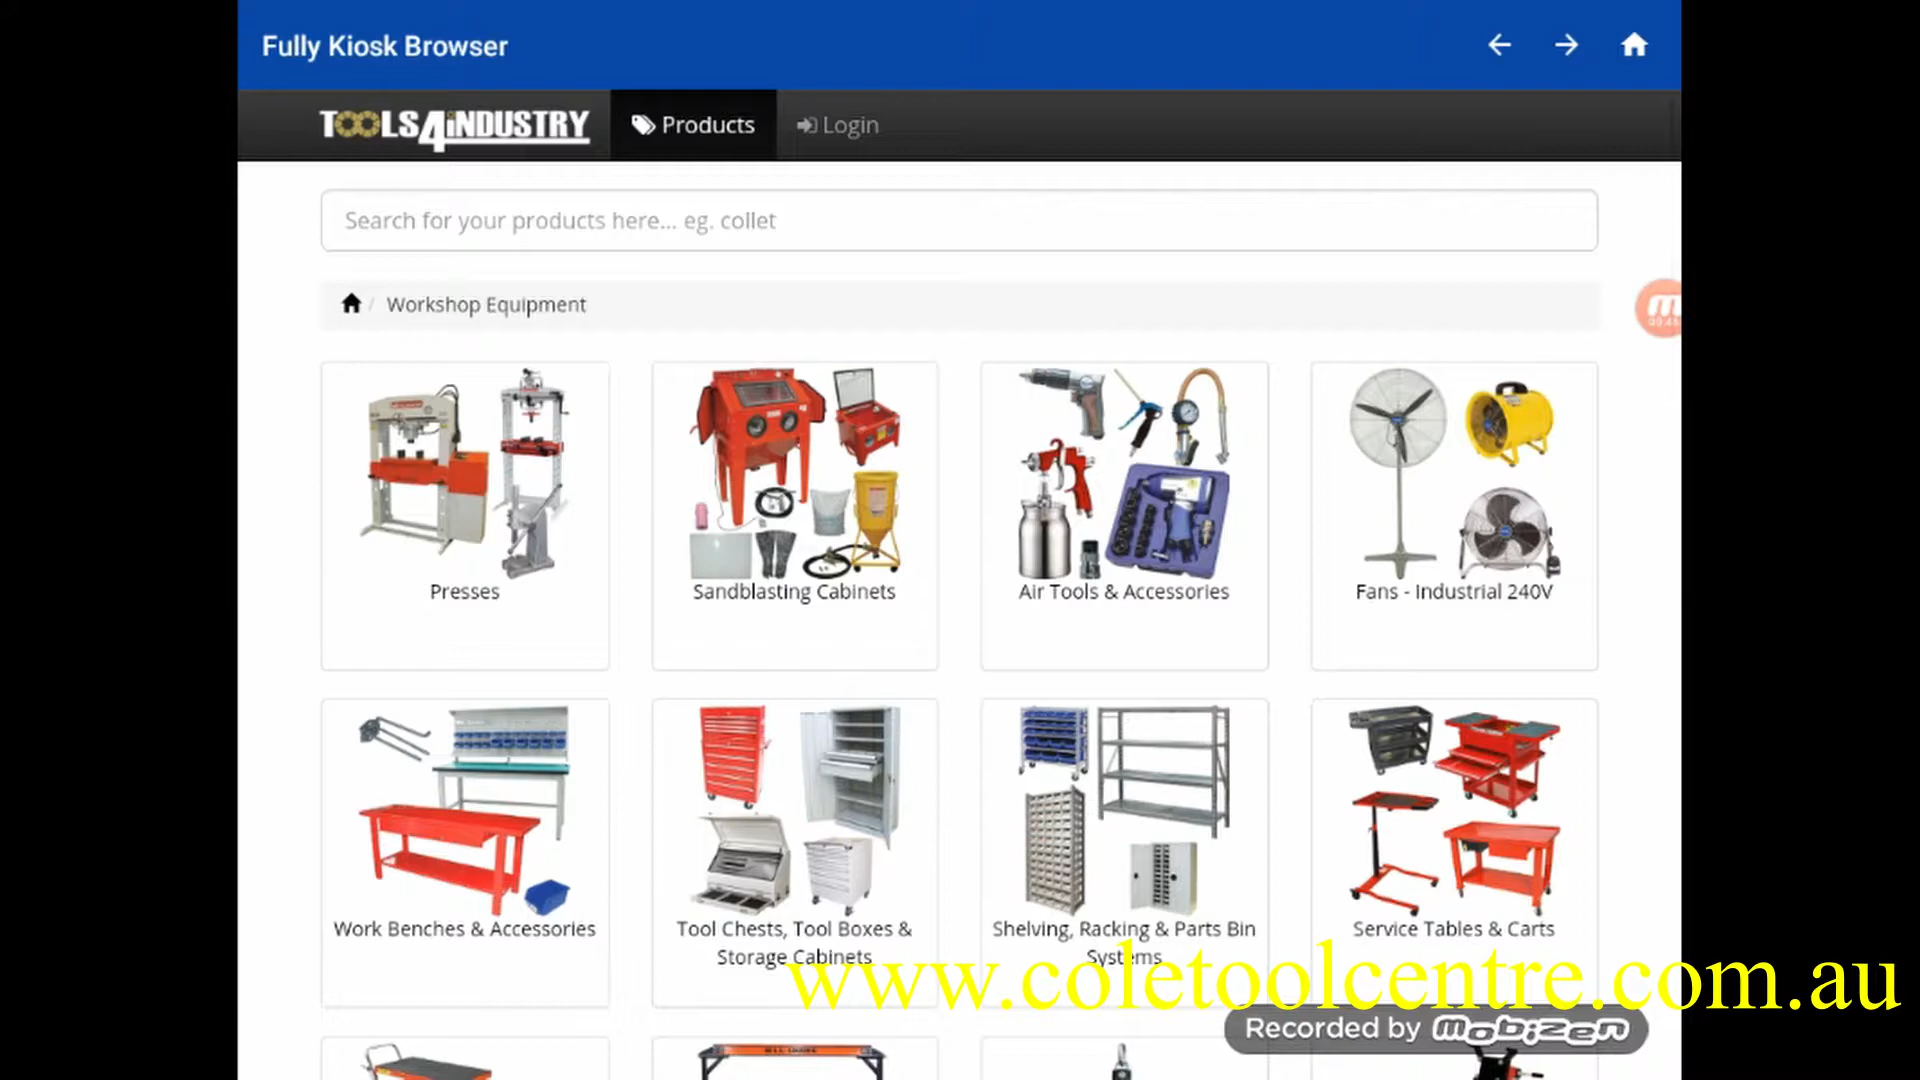 Fully Kiosk Browser
TOOLS4INDUSTRY
Products
Login
Search for your products here... eg. collet
/ Workshop Equipment
Presses
Sandblasting Cabinets
Air Tools & Accessories
Fans - Industrial 240V
Work Benches & Accessories
Tool Chests, Tool Boxes &
Storage Cabinets
Shelving, Racking & Parts Bin
Systems
Service Tables & Carts
www.coletoolcentre.com.au
Recorded by mobizen